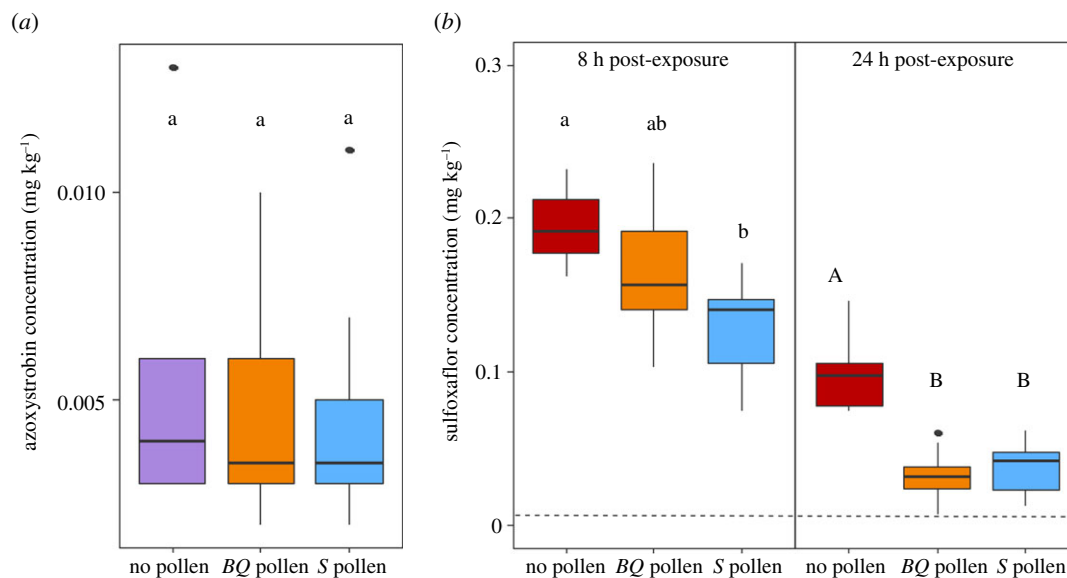 (a)
azoxystrobin concentration (mg kg⁻¹)
0.010
0.005
a
a
a
no pollen
BQ pollen
S pollen
(b)
sulfoxaflor concentration (mg kg⁻¹)
0.3
0.2
0.1
0
8 h post-exposure
a
ab
b
no pollen
BQ pollen
S pollen
24 h post-exposure
A
B
B
no pollen
BQ pollen
S pollen